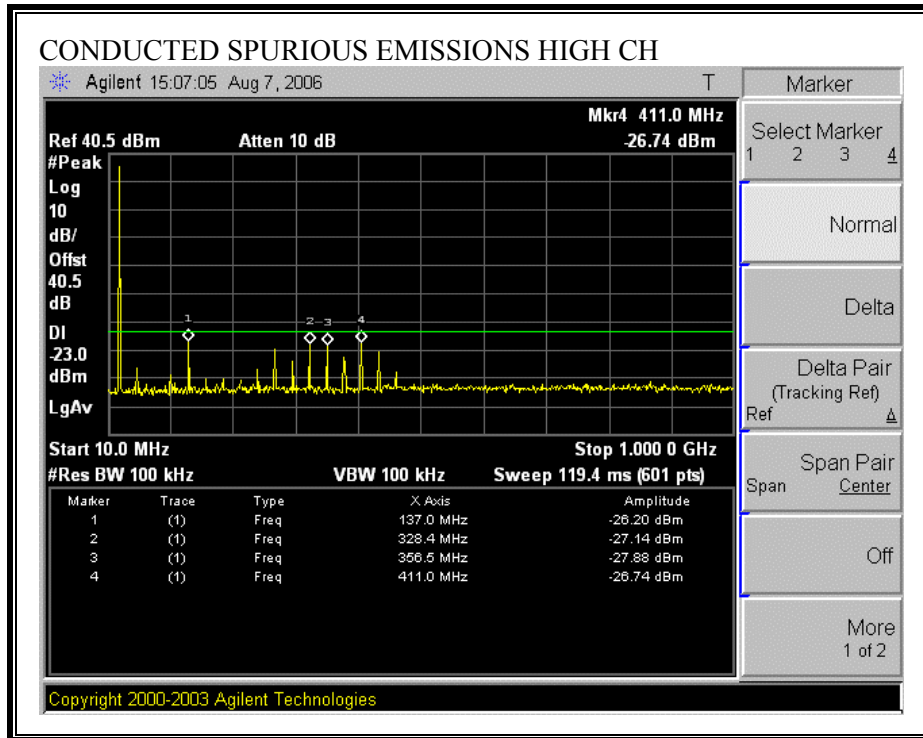 CONDUCTED SPURIOUS EMISSIONS HIGH CH
Agilent 15:07:05 Aug 7, 2006 T
Mkr4 411.0 MHz
Ref 40.5 dBm Atten 10 dB -26.74 dBm
#Peak
Log
10
dB/
Offst
40.5
dB
DI
-23.0
dBm
LgAv
1 2 3 4
Start 10.0 MHz Stop 1.000 0 GHz
#Res BW 100 kHz VBW 100 kHz Sweep 119.4 ms (601 pts)
Marker Trace Type X Axis Amplitude
1 (1) Freq 137.0 MHz -26.20 dBm
2 (1) Freq 328.4 MHz -27.14 dBm
3 (1) Freq 356.5 MHz -27.88 dBm
4 (1) Freq 411.0 MHz -26.74 dBm
Copyright 2000-2003 Agilent Technologies
Marker
Select Marker
1 2 3 4
Normal
Delta
Delta Pair
(Tracking Ref)
Ref Δ
Span Pair
Span Center
Off
More
1 of 2